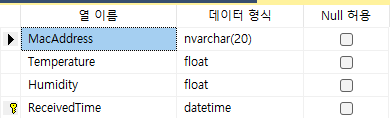 열 이름 데이터 형식 Null 허용
MacAddress nvarchar(20)
Temperature float
Humidity float
ReceivedTime datetime